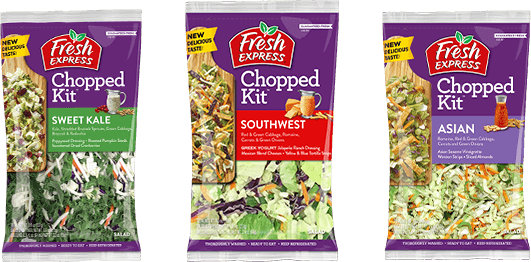 NEW
DELICIOUS
TASTE!
Fresh
EXPRESS
Chopped
Kit
SWEET KALE
Kale, Shredded Brussels Sprouts, Green Cabbage,
Broccoli & Radicchio
Poppyseed Dressing • Roasted Pumpkin Seeds
Sweetened Dried Cranberries
SALAD
THOROUGHLY WASHED • READY TO EAT • KEEP REFRIGERATED
NEW
DELICIOUS
TASTE!
Fresh
EXPRESS
Chopped
Kit
SOUTHWEST
Red & Green Cabbage, Romaine,
Carrots & Green Onions
GREEK YOGURT Jalapeño Ranch Dressing
Mexican Blend Cheeses • Yellow & Blue Tortilla Strips
SALAD
THOROUGHLY WASHED • READY TO EAT • KEEP REFRIGERATED
NEW
DELICIOUS
TASTE!
Fresh
EXPRESS
Chopped
Kit
ASIAN
Romaine, Red & Green Cabbage,
Carrots and Green Onions
Asian Sesame Vinaigrette
Wonton Strips • Sliced Almonds
SALAD
THOROUGHLY WASHED • READY TO EAT • KEEP REFRIGERATED